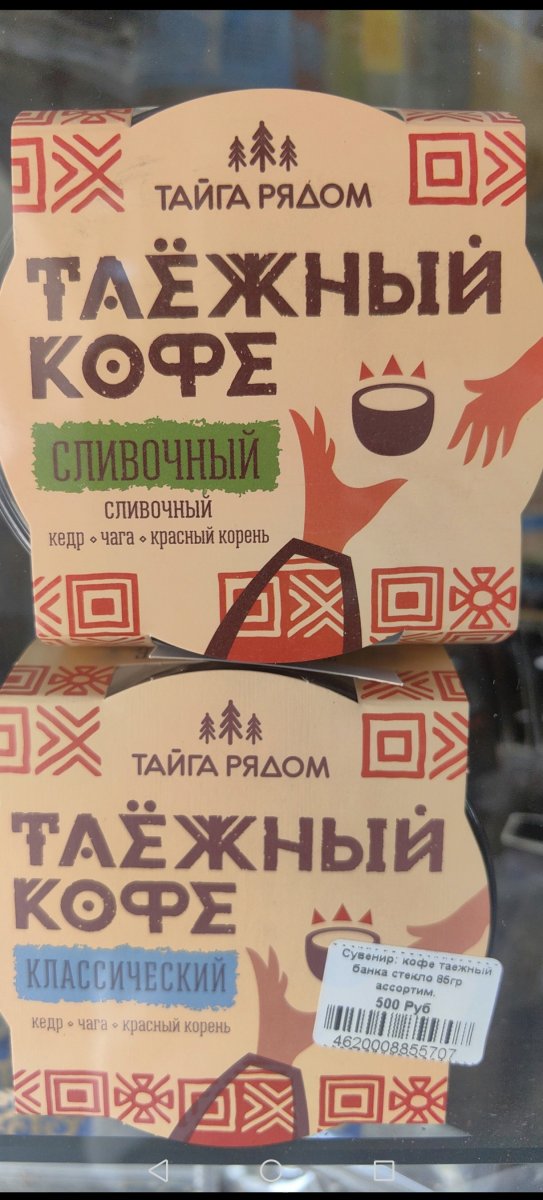 ТАЙГА РЯДОМ
ТАЁЖНЫЙ
КОФЕ
СЛИВОЧНЫЙ
СЛИВОЧНЫЙ
кедр ⬥ чага ⬥ красный корень
ТАЙГА РЯДОМ
ТАЁЖНЫЙ
КОФЕ
КЛАССИЧЕСКИЙ
кедр ⬥ чага ⬥ красный корень
Сувенир: кофе таежный
банка стекло 85гр
ассортим.
500 Руб
4620008855707